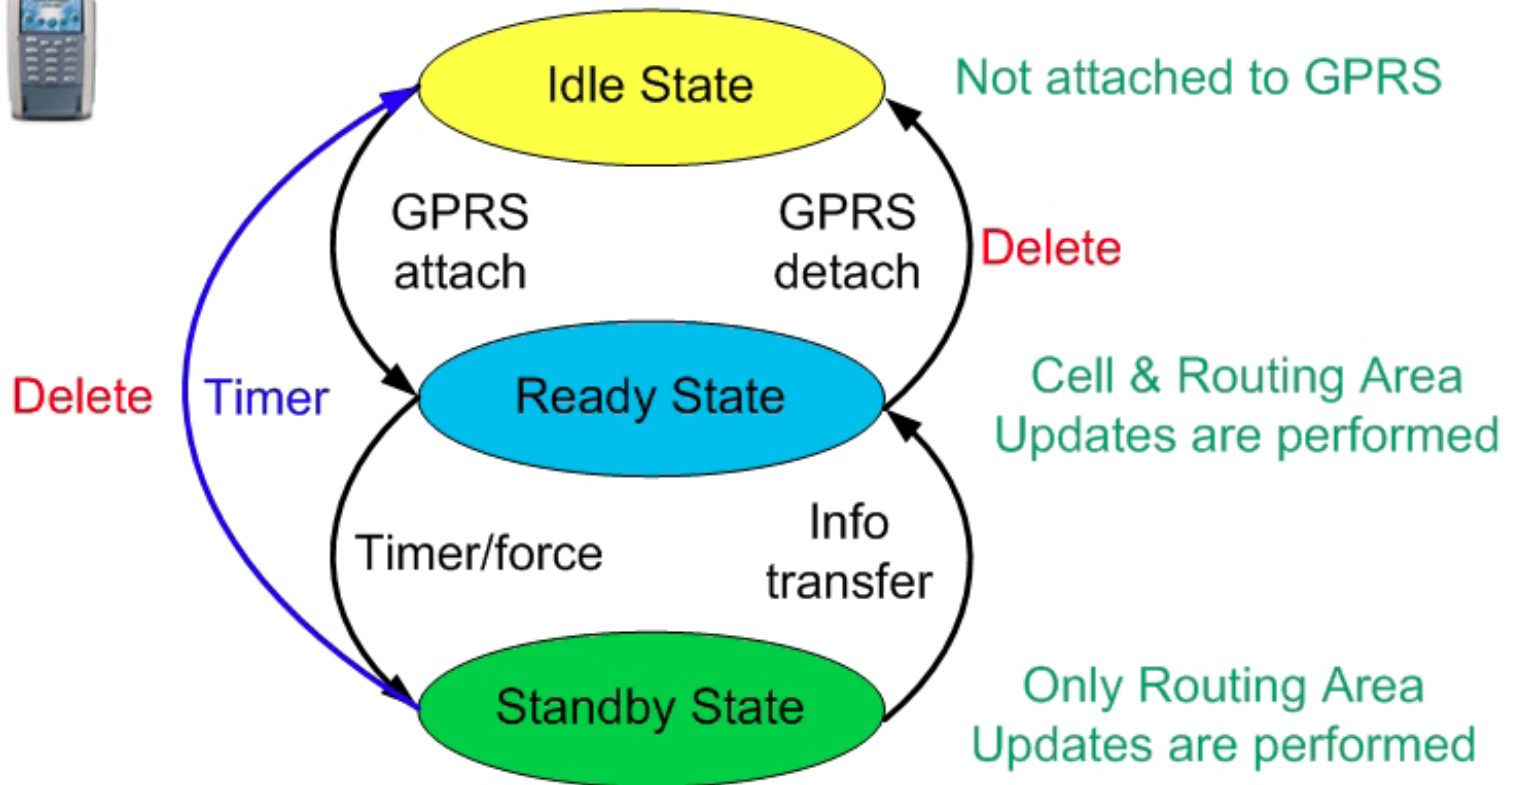 Idle State
Not attached to GPRS
GPRS
attach
GPRS
detach
Delete
Ready State
Cell & Routing Area
Updates are performed
Delete
Timer
Timer/force
Info
transfer
Standby State
Only Routing Area
Updates are performed